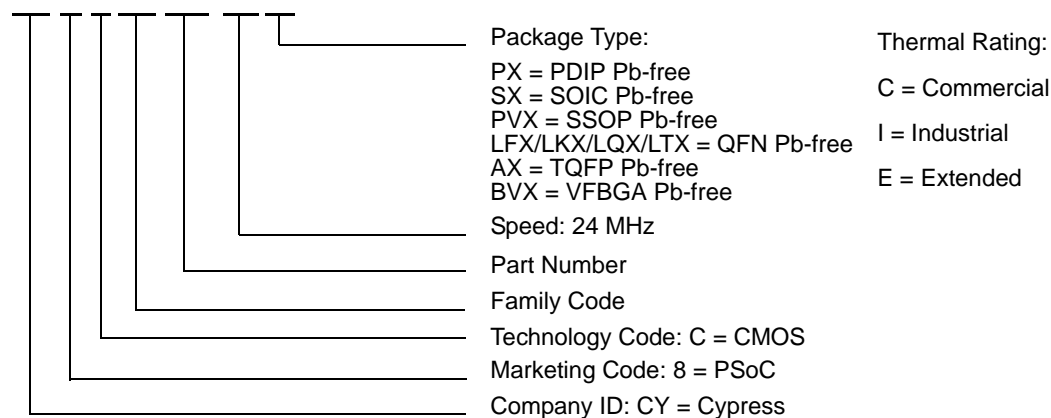 Package Type:
PX = PDIP Pb-free
SX = SOIC Pb-free
PVX = SSOP Pb-free
LFX/LKX/LQX/LTX = QFN Pb-free
AX = TQFP Pb-free
BVX = VFBGA Pb-free
Speed: 24 MHz
Part Number
Family Code
Technology Code: C = CMOS
Marketing Code: 8 = PSoC
Company ID: CY = Cypress
Thermal Rating:
C = Commercial
I = Industrial
E = Extended